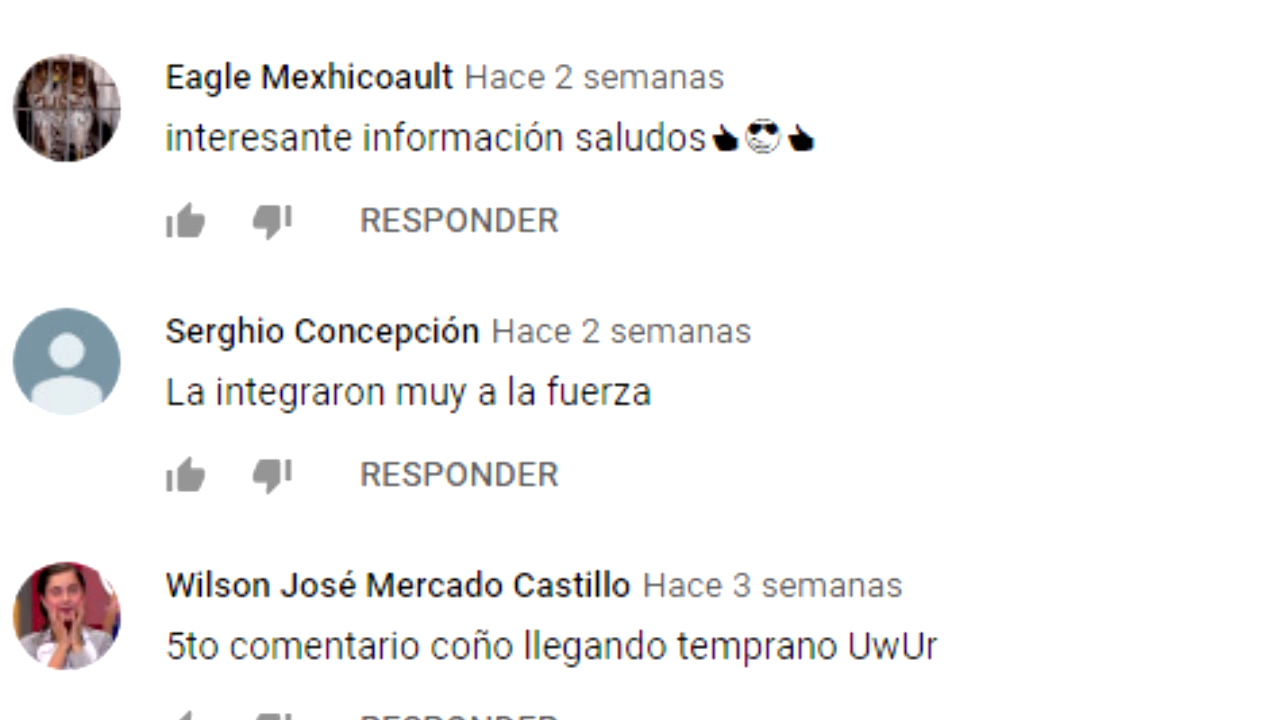 Eagle Mexhicoault Hace 2 semanas
interesante información saludos👍😎👍
RESPONDER
Serghio Concepción Hace 2 semanas
La integraron muy a la fuerza
RESPONDER
Wilson José Mercado Castillo Hace 3 semanas
5to comentario coño llegando temprano UwUr
RESPONDER